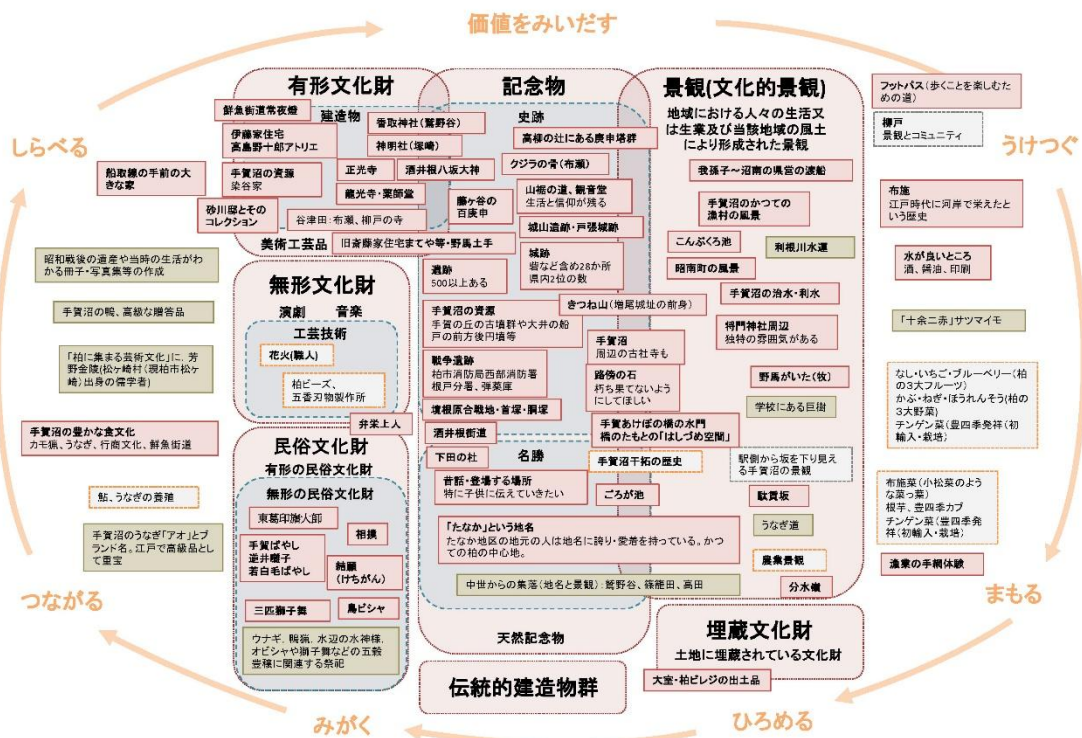 価値をみいだす
しらべる
うけつぐ
つながる
まもる
みがく
ひろめる
有形文化財
建造物
鮮魚街道常夜燈
香取神社(鷲野谷)
伊藤家住宅
高島野十郎アトリエ
神明社(塚崎)
船取線の手前の大
きな家
手賀沼の資源
染谷家
正光寺
酒井根八坂大神
龍光寺・薬師堂
砂川邸とその
コレクション
谷津田:布瀬、柳戸の寺
美術工芸品
旧斎藤家住宅まてや等・野馬土手
記念物
史跡
高柳の辻にある庚申塔群
クジラの骨(布瀬)
藤ヶ谷の
百庚申
山裾の道、観音堂
生活と信仰が残る
城山遺跡・戸張城跡
城跡
砦など含め28か所
県内2位の数
遺跡
500以上ある
きつね山(増尾城址の前身)
手賀沼の資源
手賀の丘の古墳群や大井の船
戸の前方後円墳等
手賀沼
周辺の古社寺も
戦争遺跡
柏市消防局西部消防署
根戸分署、弾薬庫
路傍の石
朽ち果てないよう
にしてほしい
境根原合戦地・首塚・胴塚
酒井根街道
手賀あけぼの橋の水門
橋のたもとの「はしづめ空間」
下田の杜
名勝
手賀沼干拓の歴史
昔話・登場する場所
特に子供に伝えていきたい
ごろが池
「たなか」という地名
たなか地区の地元の人は地名に誇り・愛着を持っている。かつ
ての柏の中心地。
中世からの集落(地名と景観):鷲野谷、篠籠田、高田
天然記念物
伝統的建造物群
景観(文化的景観)
地域における人々の生活又
は生業及び当該地域の風土
により形成された景観
我孫子~沼南の県営の渡船
手賀沼のかつての
漁村の風景
こんぶくろ池
利根川水運
昭南町の風景
手賀沼の治水・利水
将門神社周辺
独特の雰囲気がある
野馬がいた(牧)
学校にある巨樹
駅側から坂を下り見え
る手賀沼の景観
駄賃坂
うなぎ道
農業景観
分水嶺
埋蔵文化財
土地に埋蔵されている文化財
大室・柏ビレジの出土品
無形文化財
演劇 音楽
工芸技術
花火(職人)
柏ビーズ、
五香刃物製作所
弁栄上人
民俗文化財
有形の民俗文化財
無形の民俗文化財
東葛印旛大師
相撲
手賀ばやし
逆井囃子
若白毛ばやし
結願
(けちがん)
三匹獅子舞
鳥ビシャ
ウナギ、鴨猟、水辺の水神様、
オビシャや獅子舞などの五穀
豊穣に関連する祭祀
昭和戦後の道産や当時の生活がわ
かる冊子・写真集等の作成
手賀沼の鴨、高級な贈答品
「柏に集まる芸術文化」に、芳
野金陵(松ヶ崎村(現柏市松ヶ
崎)出身の儒学者)
手賀沼の豊かな食文化
カモ猟、うなぎ、行商文化、鮮魚街道
鮎、うなぎの養殖
手賀沼のうなぎ「アオ」とブ
ランド名。江戸で高級品とし
て重宝
フットパス(歩くことを楽しむた
めの道)
柳戸
景観とコミュニティ
布施
江戸時代に河岸で栄えたと
いう歴史
水が良いところ
酒、醤油、印刷
「十余二赤」サツマイモ
なし・いちご・ブルーベリー(柏
の3大フルーツ)
かぶ・ねぎ・ほうれんそう(柏の
3大野菜)
チンゲン菜(豊四季発祥(初
輸入・栽培)
布施菜(小松菜のよう
な菜っ葉)
根芋、豊四季カブ
チンゲン菜(豊四季発
祥(初輸入・栽培)
漁業の手網体験